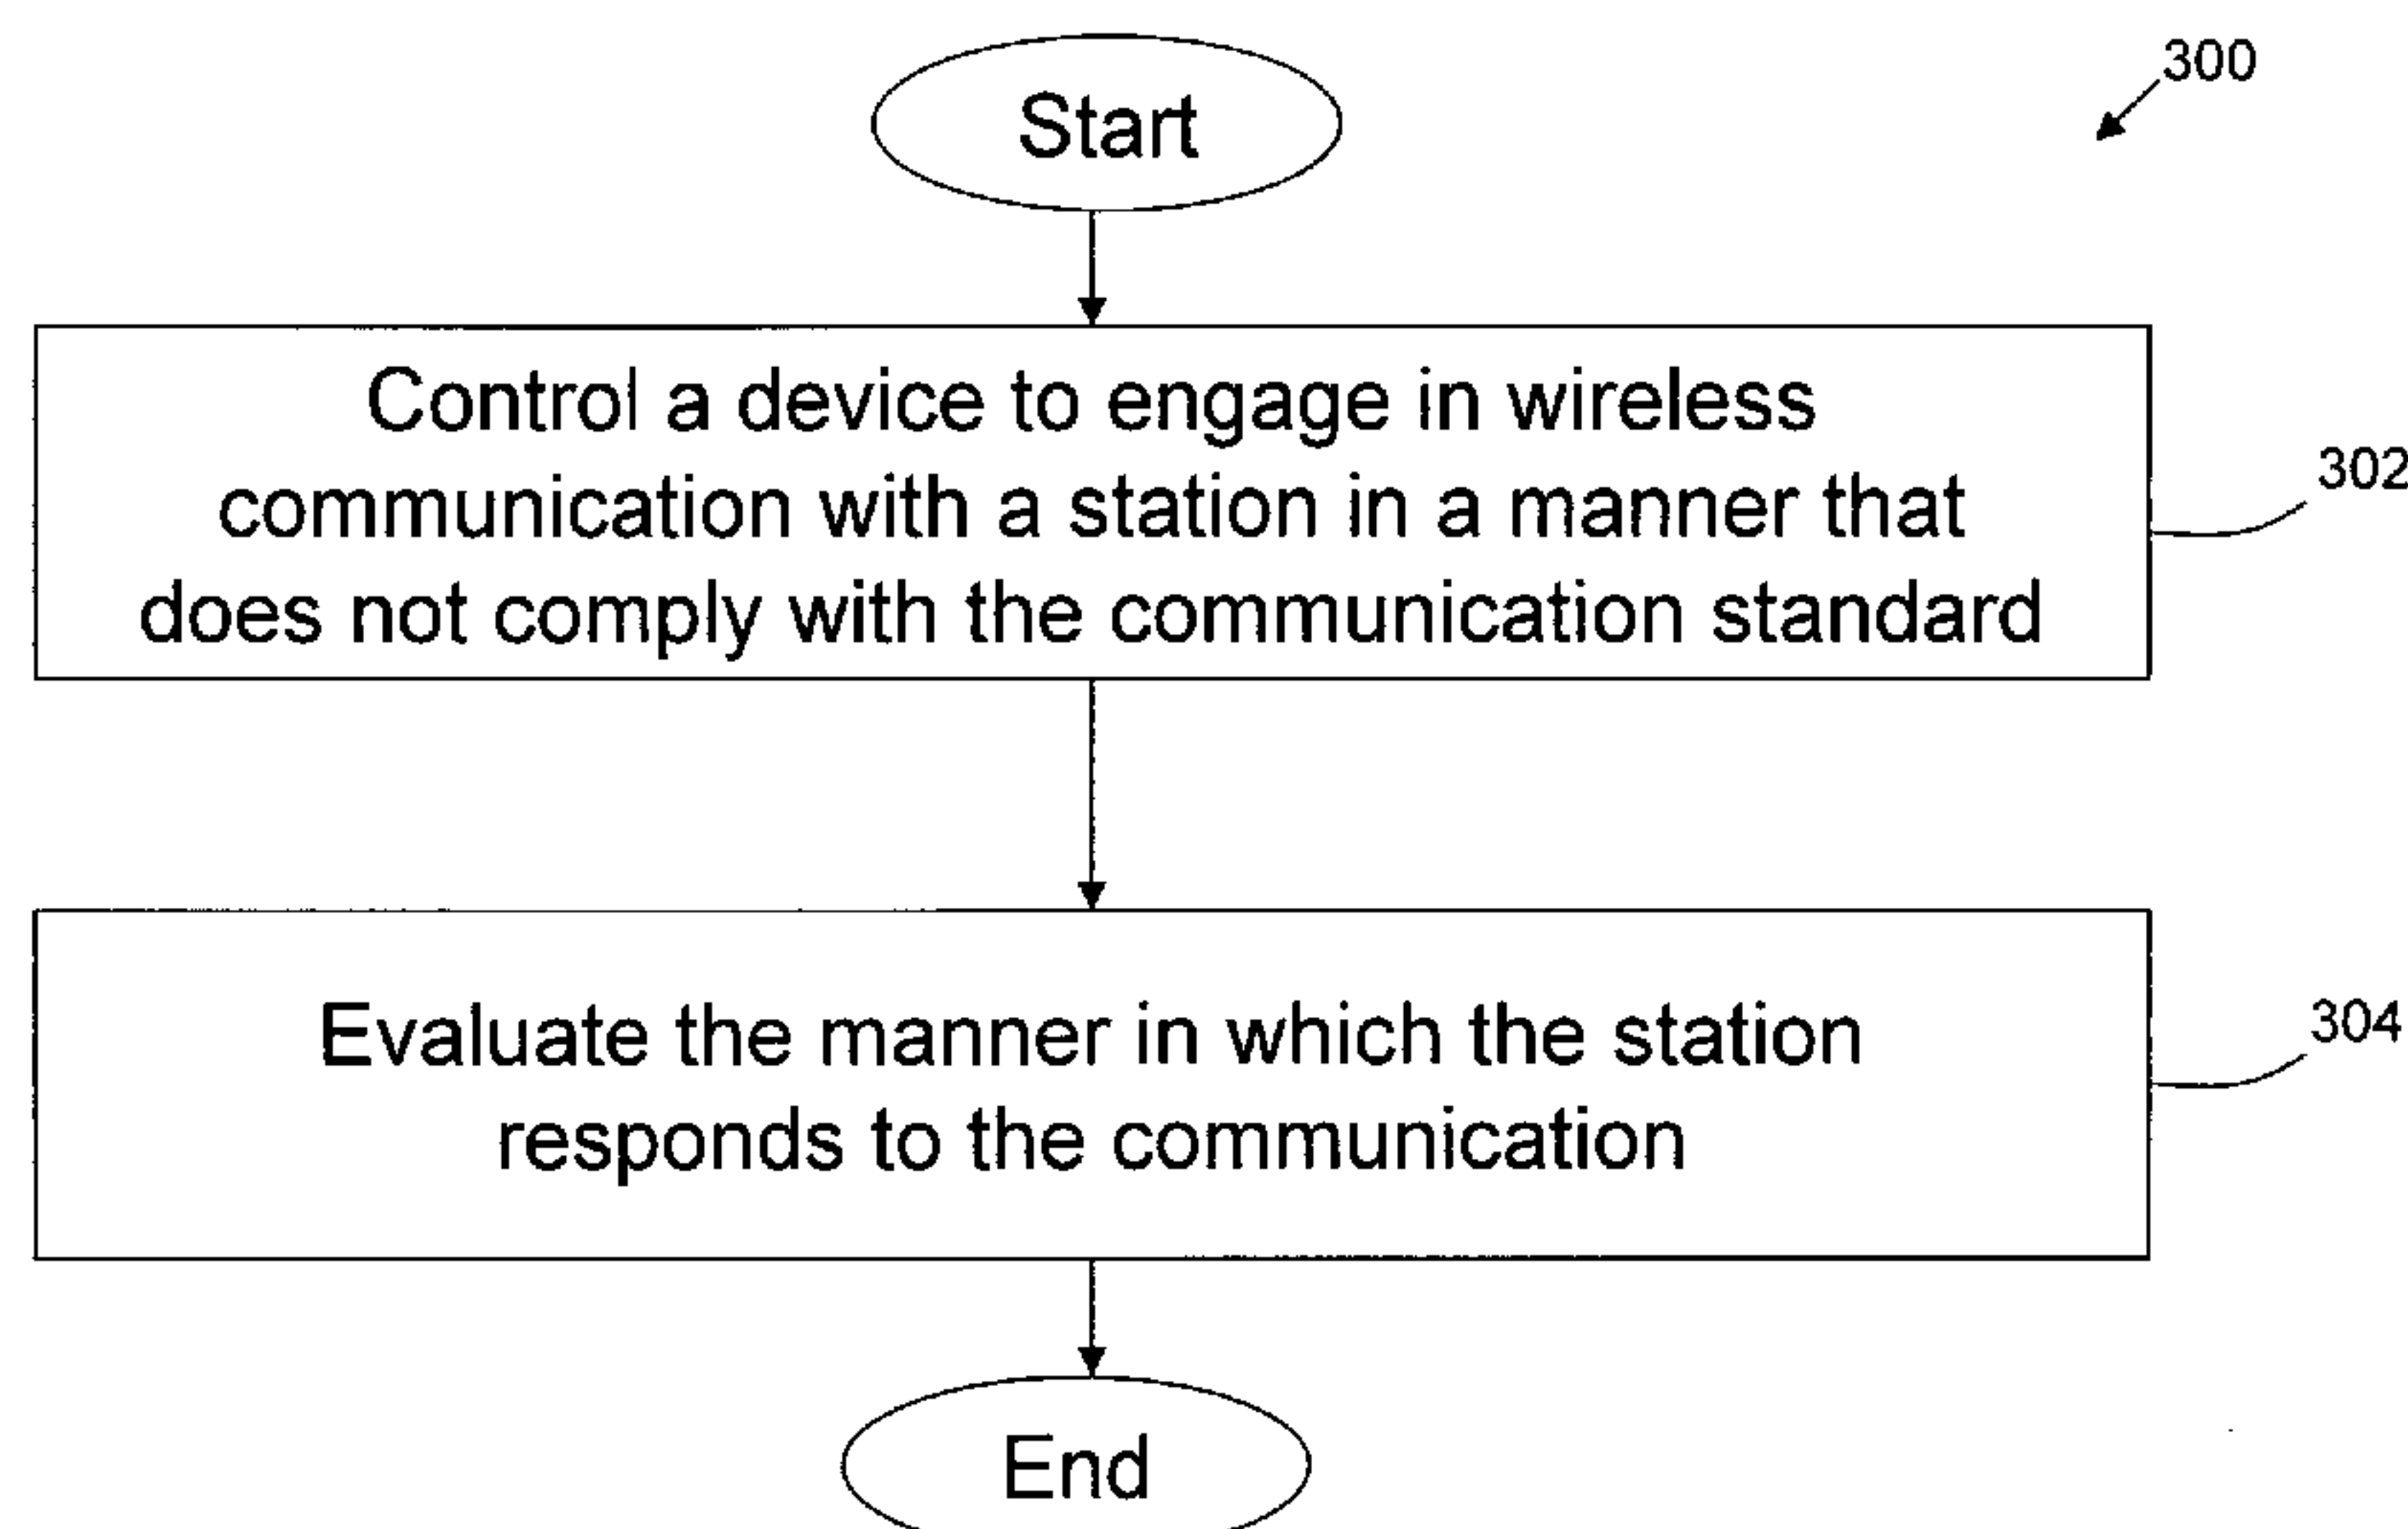 Start
300
Control a device to engage in wireless
communication with a station in a manner that
does not comply with the communication standard
302
Evaluate the manner in which the station
responds to the communication
304
End